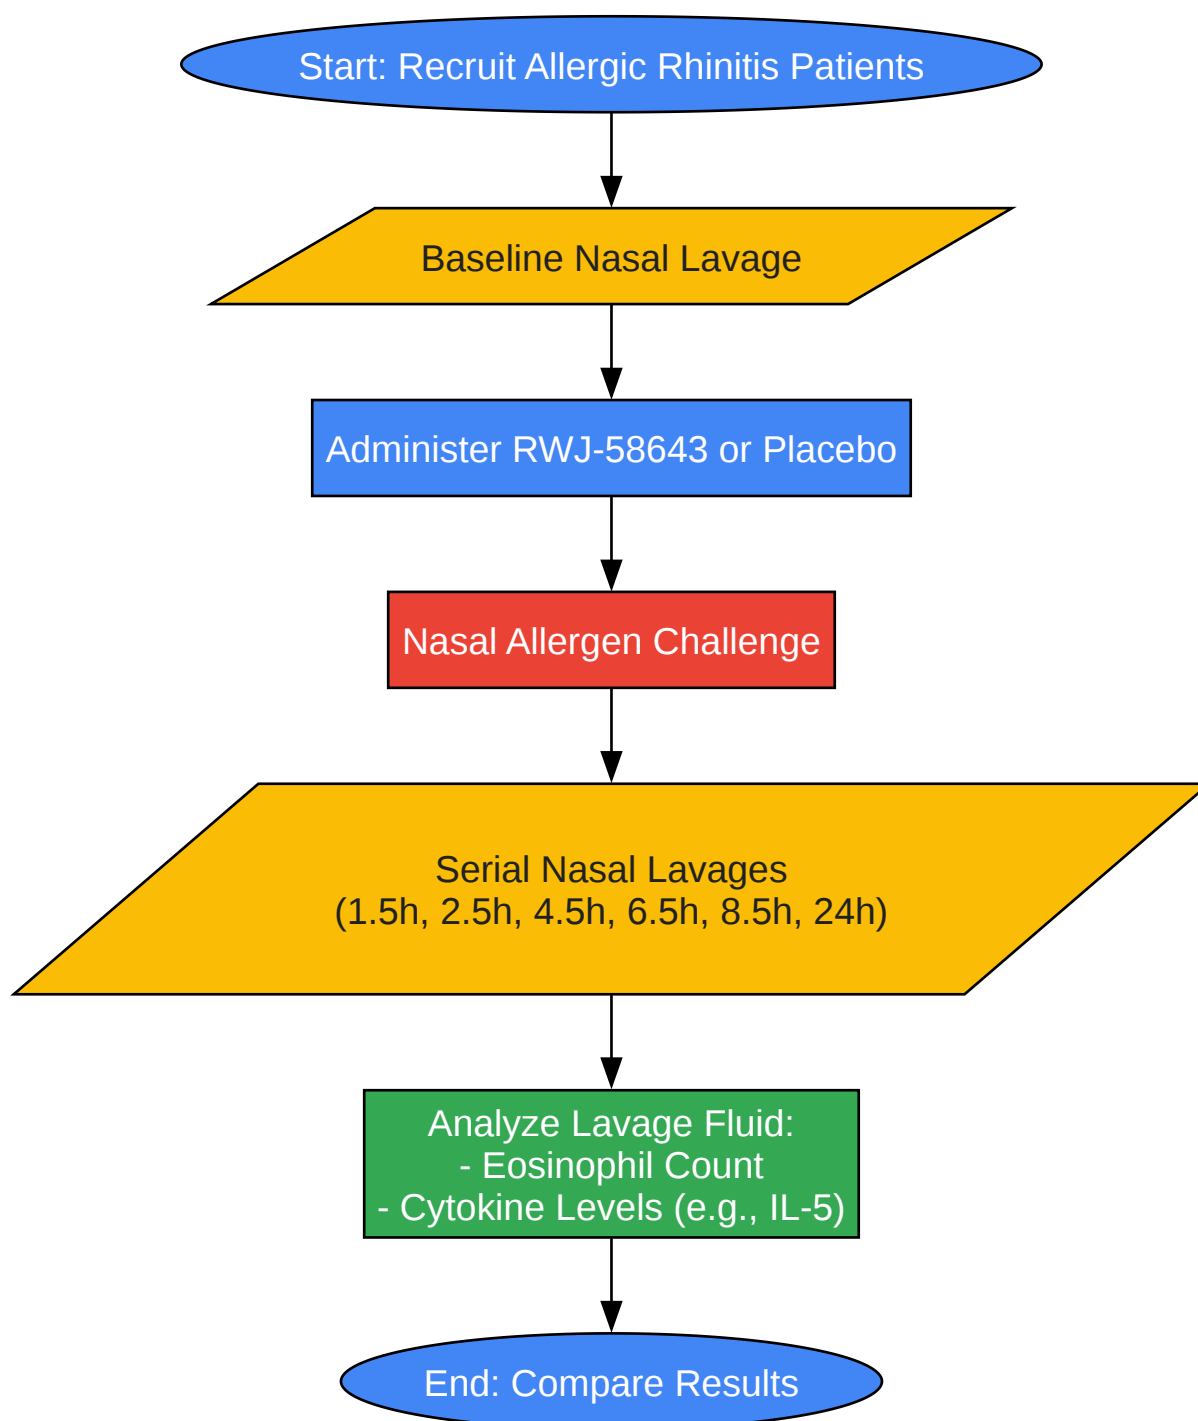 Start: Recruit Allergic Rhinitis Patients
Baseline Nasal Lavage
Administer RWJ-58643 or Placebo
Nasal Allergen Challenge
Serial Nasal Lavages
(1.5h, 2.5h, 4.5h, 6.5h, 8.5h, 24h)
Analyze Lavage Fluid:
- Eosinophil Count
- Cytokine Levels (e.g., IL-5)
End: Compare Results